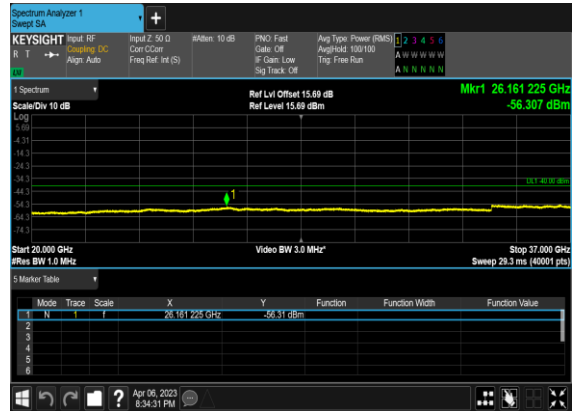 Spectrum Analyzer 1
Swept SA
+
KEYSIGHT Input: RF Input Z: 50 Ω #Atten: 10 dB PNO: Fast Avg Type: Power (RMS) 1 2 3 4 5 6
R T Coupling: DC Corr CCorr Gate: Off Avg|Hold: 100/100 A W W W W W
Align: Auto Freq Ref: Int (S) IF Gain: Low Trig: Free Run
Sig Track: Off A N N N N N
1 Spectrum
Ref Lvl Offset 15.69 dB Mkr1 26.161 225 GHz
Scale/Div 10 dB Ref Level 15.69 dBm -56.307 dBm
Log
5.69
-4.31
-14.3
-24.3
-34.3
DL1 -40.00 dBm
-44.3
1
-54.3
-64.3
-74.3
Start 20.000 GHz Video BW 3.0 MHz* Stop 37.000 GHz
#Res BW 1.0 MHz Sweep 29.3 ms (40001 pts)
5 Marker Table
Mode Trace Scale X Y Function Function Width Function Value
1 N 1 f 26.161 225 GHz -56.31 dBm
2
3
4
5
6
? Apr 06, 2023
8:34:31 PM